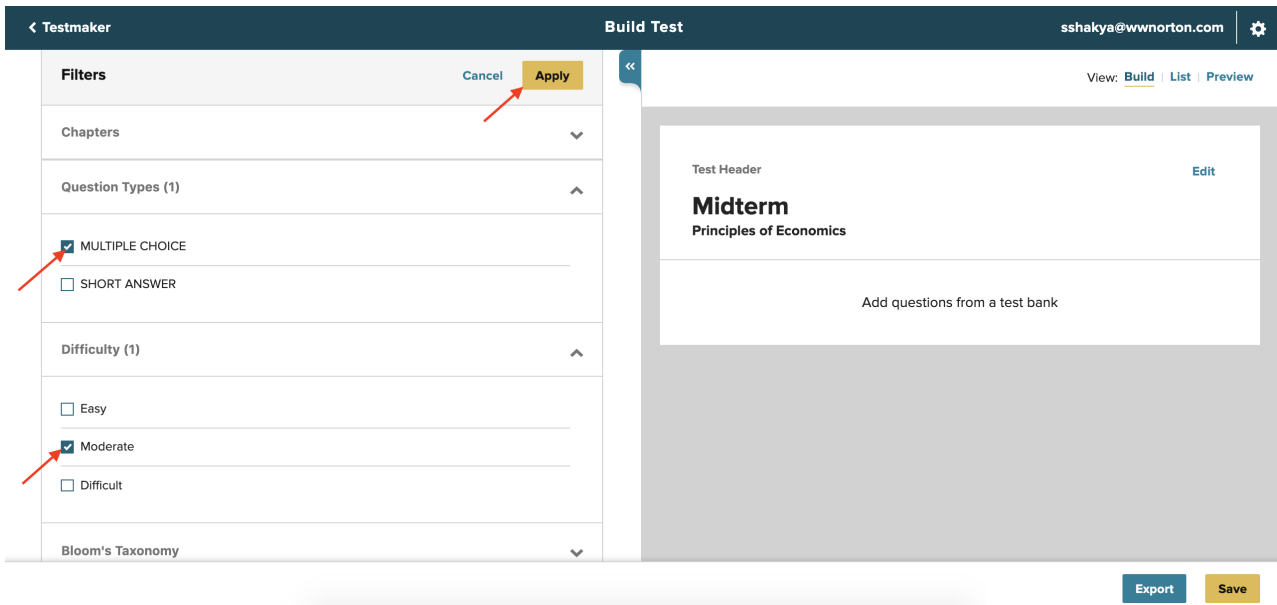 Testmaker
Build Test
sshakya@wwnorton.com
Filters
Cancel
Apply
Chapters
Question Types (1)
MULTIPLE CHOICE
SHORT ANSWER
Difficulty (1)
Easy
Moderate
Difficult
Bloom's Taxonomy
View: Build | List | Preview
Test Header
Edit
Midterm
Principles of Economics
Add questions from a test bank
Export
Save